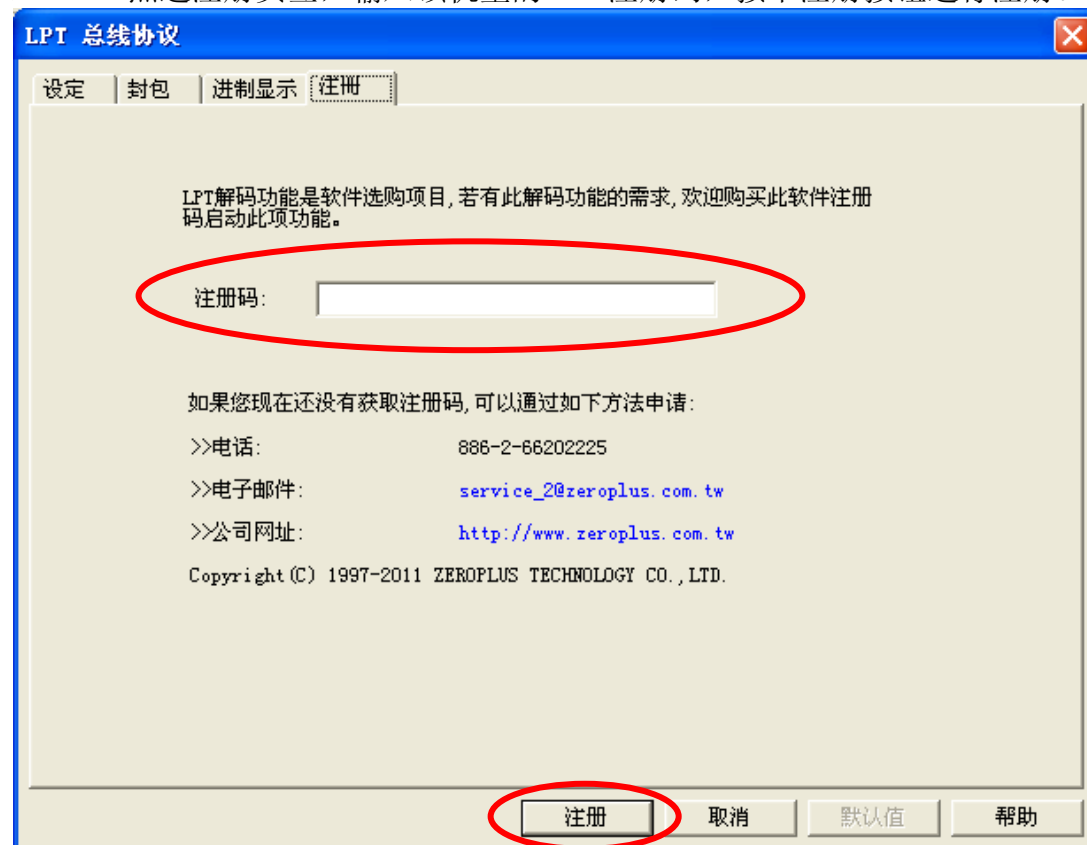 LPT 总线协议
设定 封包 进制显示 注册
LPT解码功能是软件选购项目,若有此解码功能的需求,欢迎购买此软件注册
码启动此项功能。
注册码:
如果您现在还没有获取注册码,可以通过如下方法申请:
>>电话: 886-2-66202225
>>电子邮件: service_2@zeroplus.com.tw
>>公司网址: http://www.zeroplus.com.tw
Copyright(C) 1997-2011 ZEROPLUS TECHNOLOGY CO.,LTD.
注册 取消 默认值 帮助